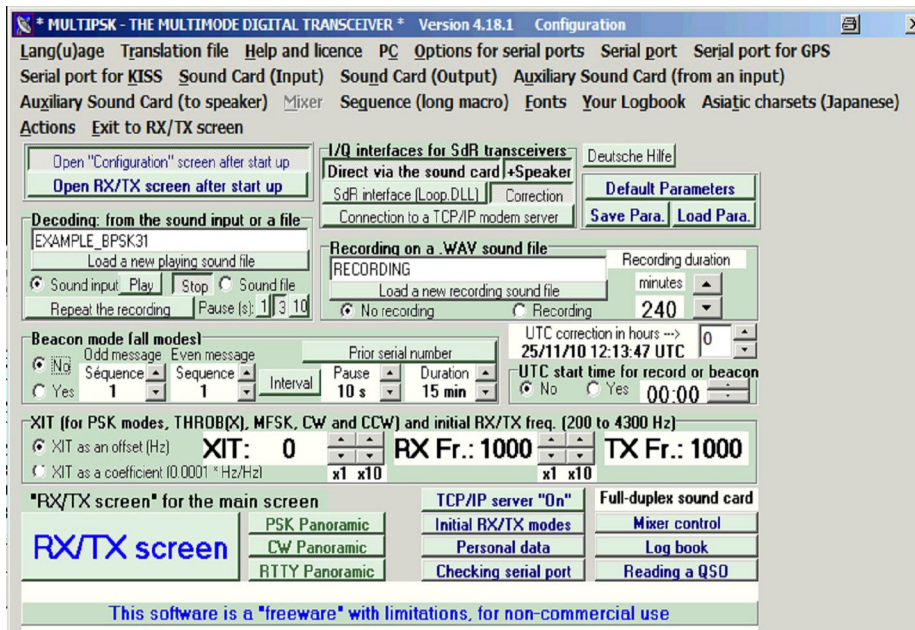 * MULTIPSK - THE MULTIMODE DIGITAL TRANSCEIVER *   Version 4.18.1   Configuration
Lang(u)age Translation file Help and licence PC Options for serial ports Serial port Serial port for GPS
Serial port for KISS Sound Card (Input) Sound Card (Output) Auxiliary Sound Card (from an input)
Auxiliary Sound Card (to speaker) Mixer Sequence (long macro) Fonts Your Logbook Asiatic charsets (Japanese)
Actions Exit to RX/TX screen
Open "Configuration" screen after start up
Open RX/TX screen after start up
I/Q interfaces for SdR transceivers
Direct via the sound card +Speaker
SdR interface (Loop.DLL) Correction
Connection to a TCP/IP modem server
Deutsche Hilfe
Default Parameters
Save Para. Load Para.
Decoding: from the sound input or a file
EXAMPLE_BPSK31
Load a new playing sound file
Sound input Play Stop Sound file
Repeat the recording Pause (s): 1 3 10
Recording on a .WAV sound file
RECORDING
Load a new recording sound file
No recording Recording
Recording duration
minutes
240
Beacon mode (all modes)
Odd message Even message Prior serial number
No Séquence Sequence Interval Pause Duration
Yes 1 1 10 s 15 min
UTC correction in hours --> 0
25/11/10 12:13:47 UTC
UTC start time for record or beacon
No Yes 00:00
XIT (for PSK modes, THROB(X), MFSK, CW and CCW) and initial RX/TX freq. (200 to 4300 Hz)
XIT as an offset (Hz) XIT: 0 RX Fr.: 1000 TX Fr.: 1000
XIT as a coefficient (0.0001 * Hz/Hz) x1 x10 x1 x10
"RX/TX screen" for the main screen
RX/TX screen
PSK Panoramic
CW Panoramic
RTTY Panoramic
TCP/IP server "On"
Initial RX/TX modes
Personal data
Checking serial port
Full-duplex sound card
Mixer control
Log book
Reading a QSO
This software is a "freeware" with limitations, for non-commercial use